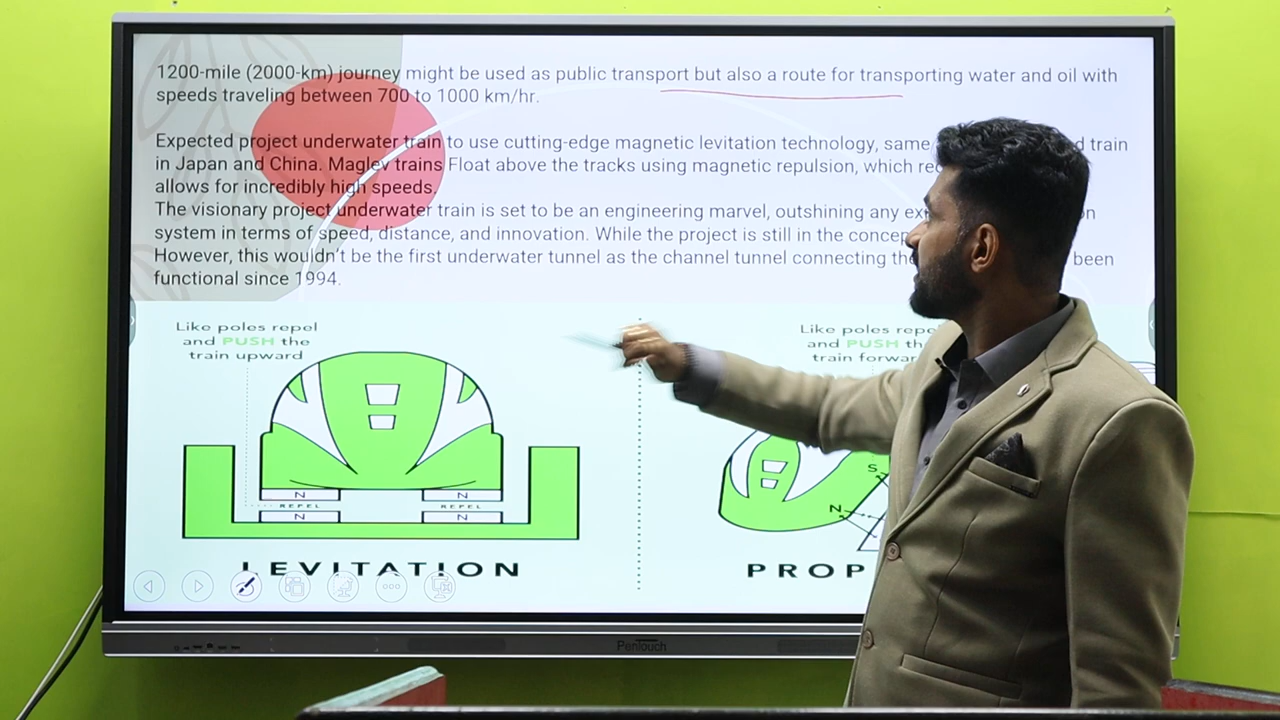 1200-mile (2000-km) journey might be used as public transport but also a route for transporting water and oil with
speeds traveling between 700 to 1000 km/hr.
Expected project underwater train to use cutting-edge magnetic levitation technology, same train
in Japan and China. Maglev trains Float above the tracks using magnetic repulsion, which
allows for incredibly high speeds.
The visionary project underwater train is set to be an engineering marvel, outshining any
system in terms of speed, distance, and innovation. While the project is still in the
However, this wouldn't be the first underwater tunnel as the channel tunnel connecting been
functional since 1994.
Like poles repel
and PUSH the
train upward
N
REPEL
N
N
REPEL
N
LEVITATION
Like poles
and PUSH
train
S
N
PenTouch